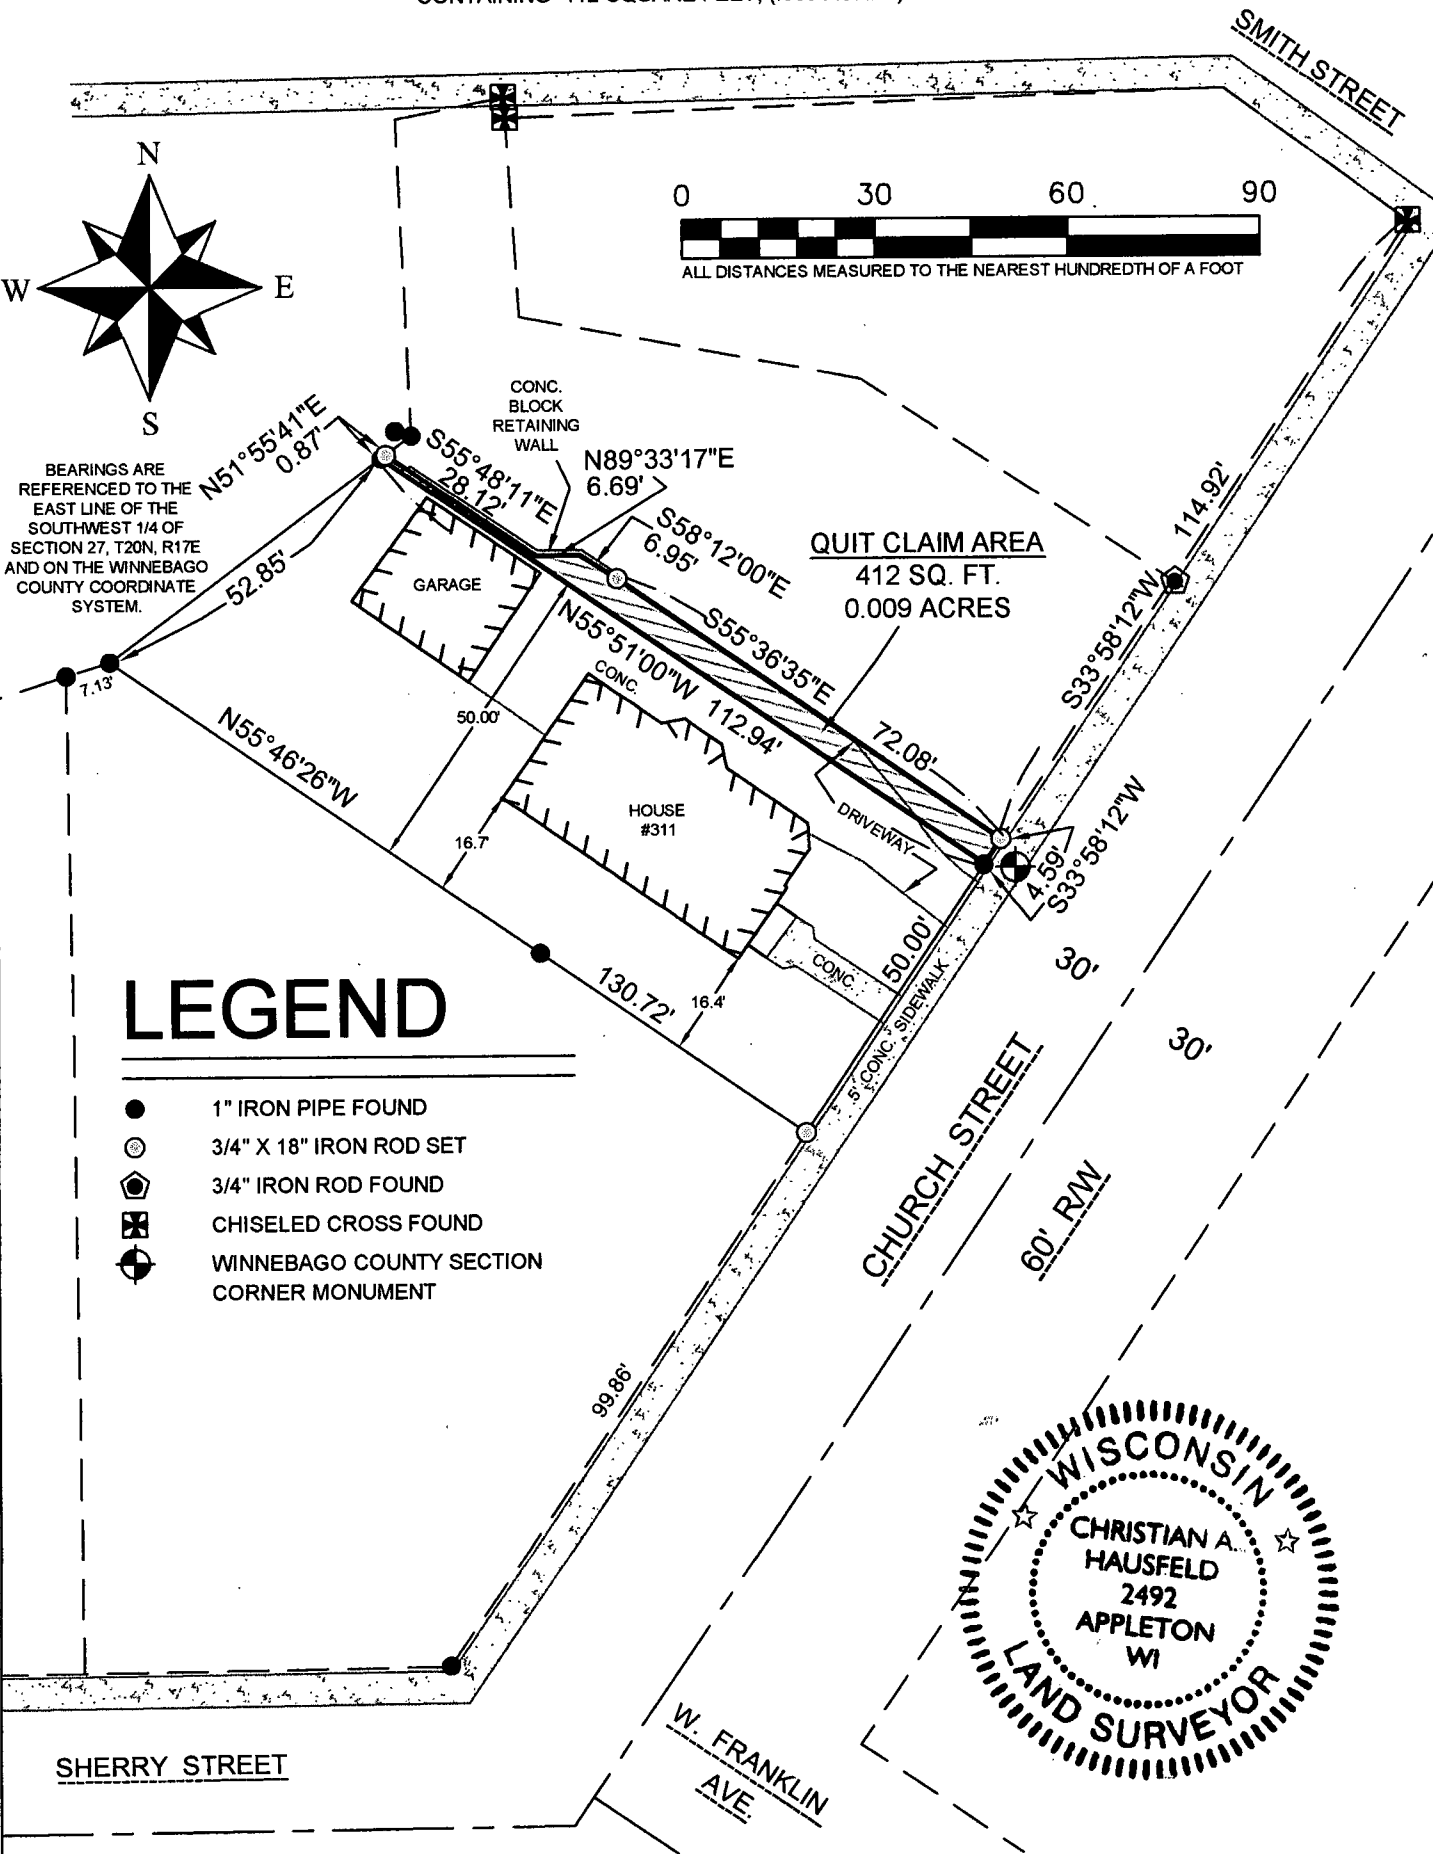 SMITH STREET
N
W
E
S
0 30 60 90
ALL DISTANCES MEASURED TO THE NEAREST HUNDREDTH OF A FOOT
BEARINGS ARE
REFERENCED TO THE
EAST LINE OF THE
SOUTHWEST 1/4 OF
SECTION 27, T20N, R17E
AND ON THE WINNEBAGO
COUNTY COORDINATE
SYSTEM.
N51°55'41"E
0.87'
S55°48'11"E
28.12'
CONC.
BLOCK
RETAINING
WALL
N89°33'17"E
6.69'
S58°12'00"E
6.95'
QUIT CLAIM AREA
412 SQ. FT.
0.009 ACRES
114.92'
S33°58'12"W
GARAGE
52.85'
7.13'
N55°51'00"W 112.94'
S55°36'35"E
72.08'
CONC.
50.00'
N55°46'26"W
16.7'
HOUSE
#311
DRIVEWAY
4.59'
S33°58'12"W
50.00'
CONC.
5' CONC. SIDEWALK
130.72'
16.4'
30'
30'
CHURCH STREET
60' R/W
LEGEND
1" IRON PIPE FOUND
3/4" X 18" IRON ROD SET
3/4" IRON ROD FOUND
CHISELED CROSS FOUND
WINNEBAGO COUNTY SECTION
CORNER MONUMENT
99.86'
WISCONSIN
CHRISTIAN A.
HAUSFELD
2492
APPLETON
WI
LAND SURVEYOR
SHERRY STREET
W. FRANKLIN
AVE.